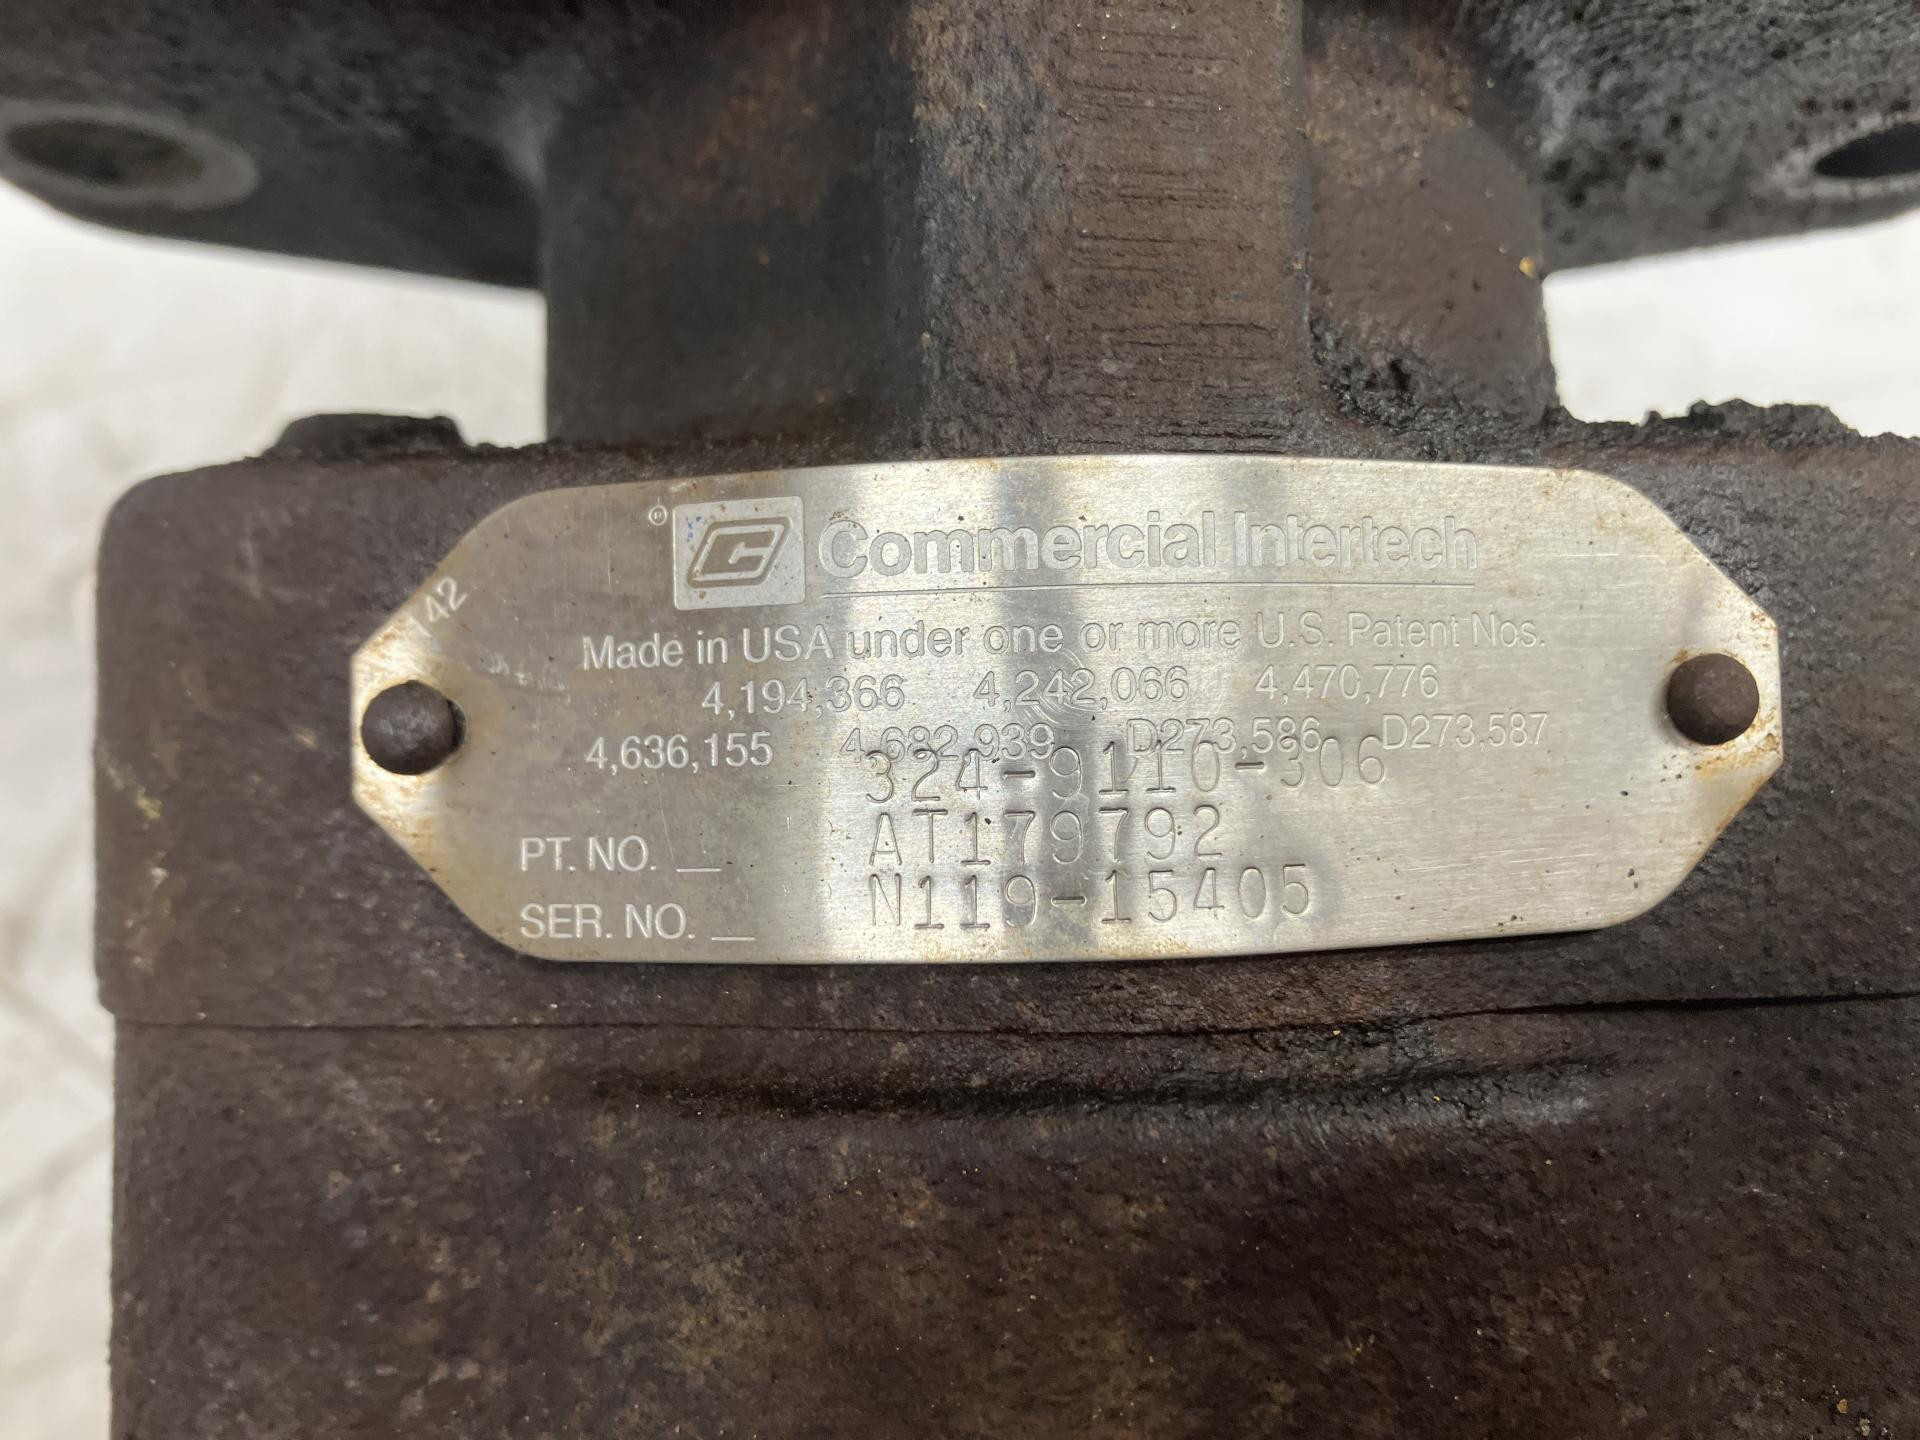 ® C Commercial Intertech
142
Made in USA under one or more U.S. Patent Nos.
4,194,366 4,242,066 4,470,776
4,636,155 4,682,939 D273,586 D273,587
324-9110-306
PT. NO. _ AT179792
SER. NO. _ N119-15405